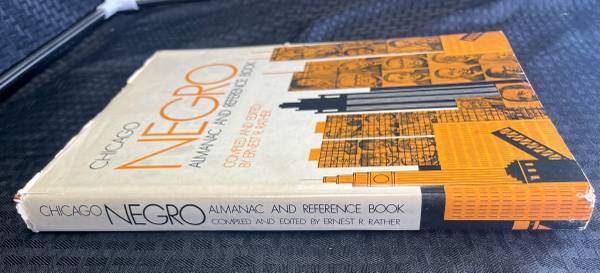 CHICAGO
NEGRO
ALMANAC AND REFERENCE BOOK
COMPILED AND EDITED
BY ERNEST R. RATHER
CHICAGO NEGRO ALMANAC AND REFERENCE BOOK
COMPILED AND EDITED BY ERNEST R. RATHER